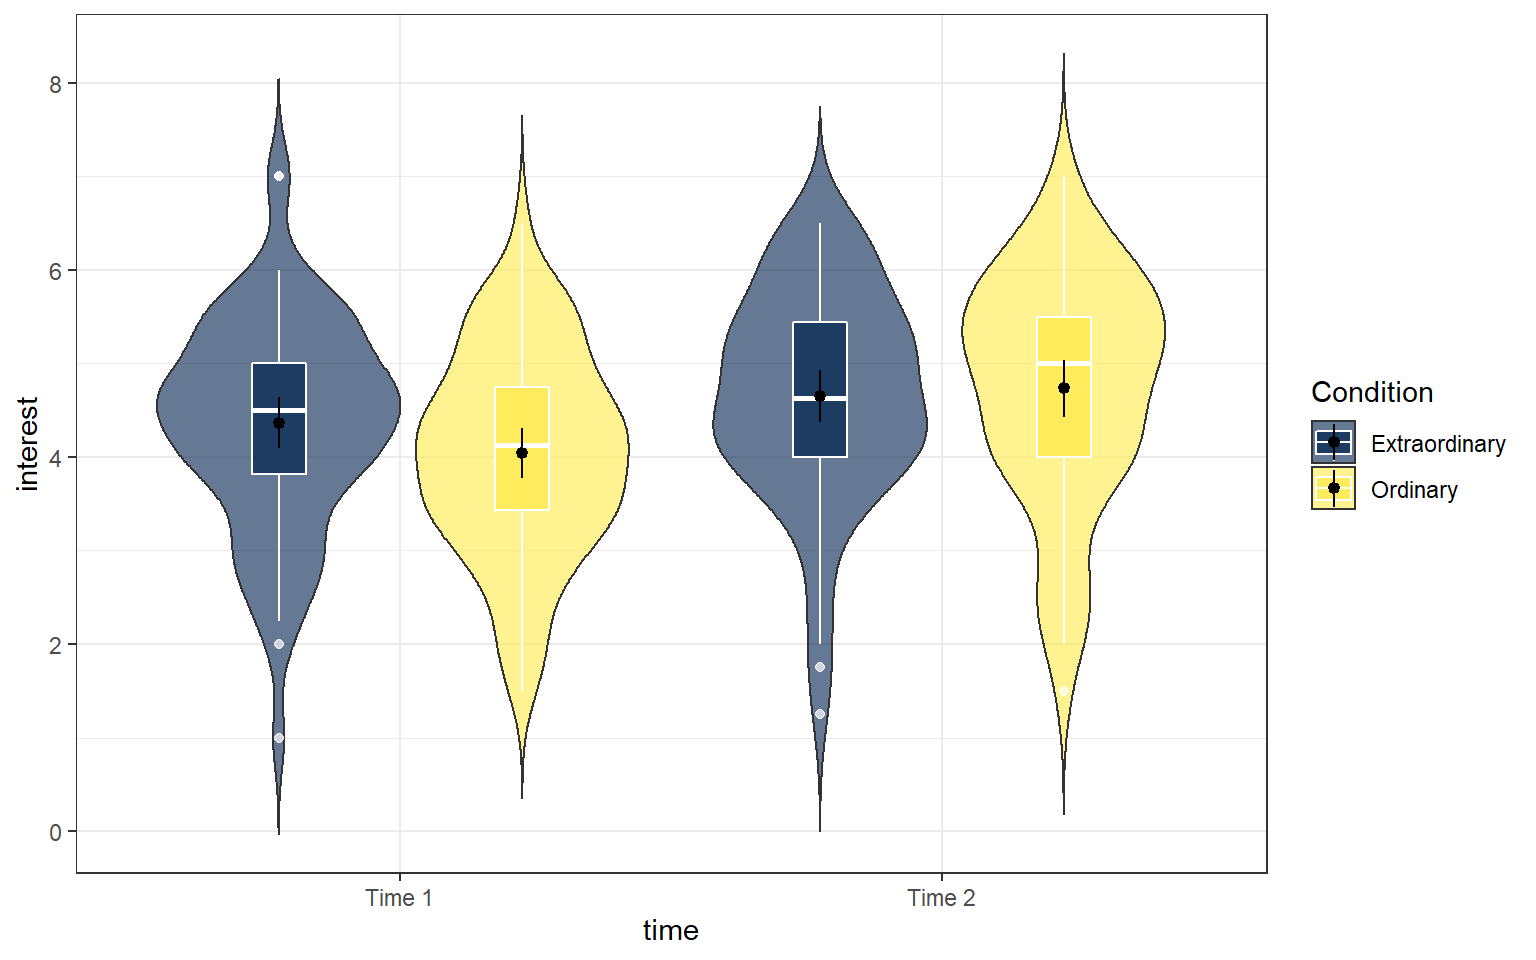 8
6
4
2
0
interest
Time 1
Time 2
time
Condition
Extraordinary
Ordinary